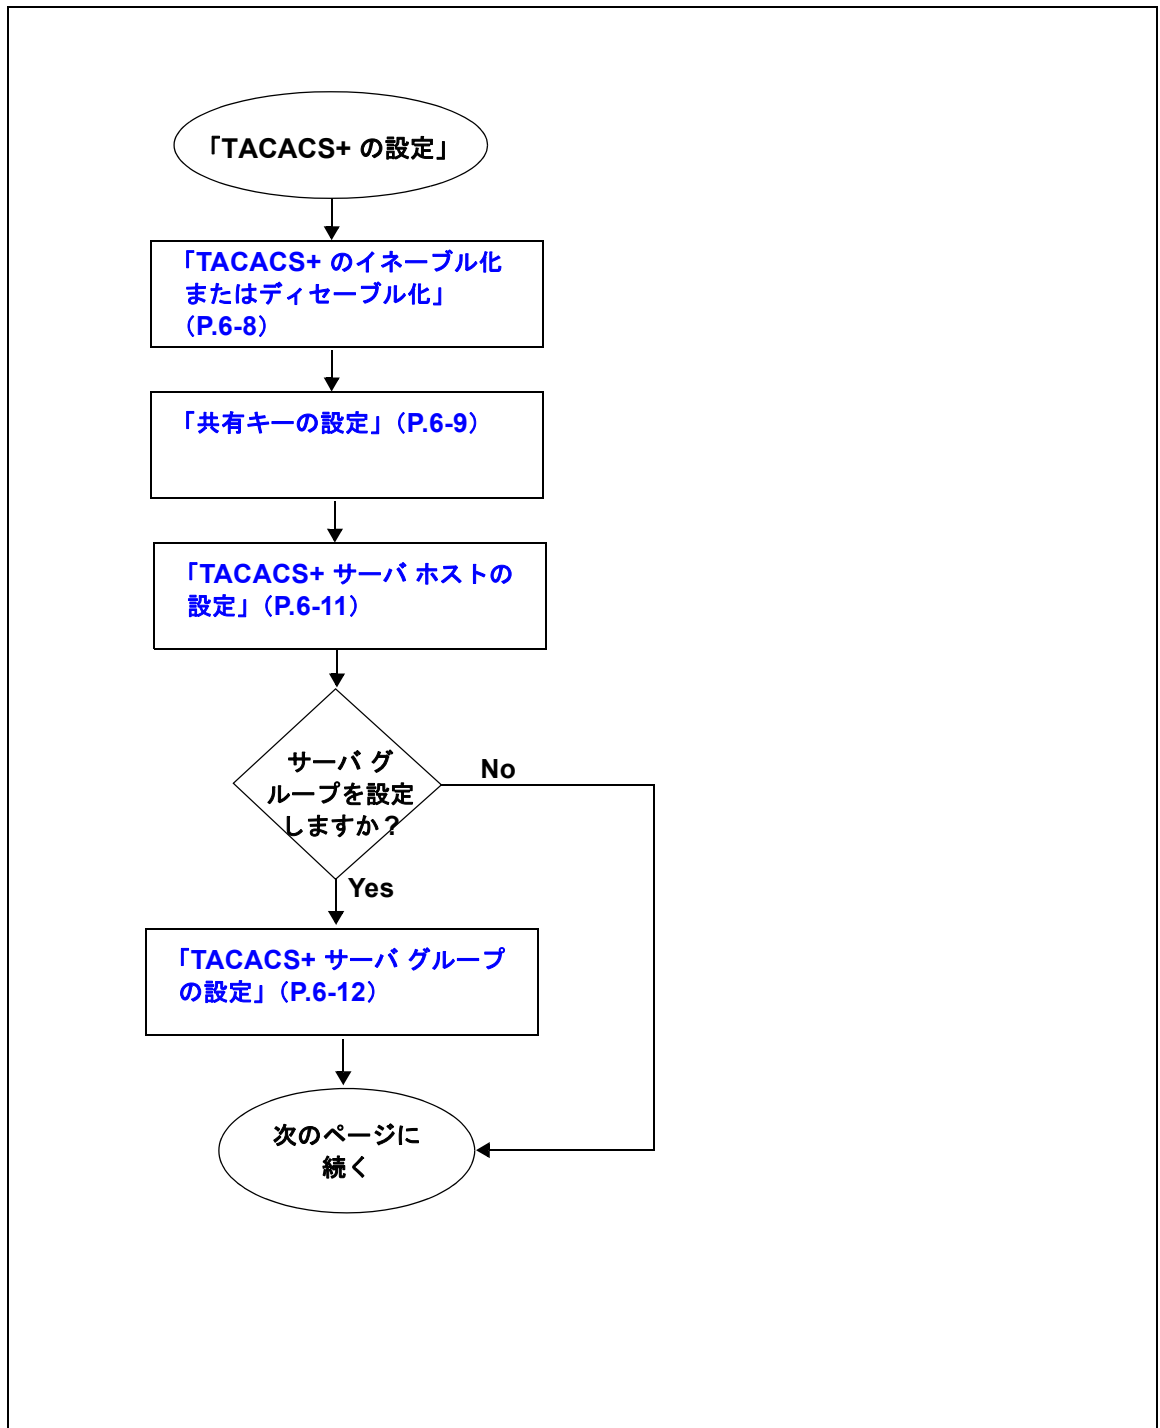 「TACACS+ の設定」
「TACACS+ のイネーブル化
またはディセーブル化」
（P.6-8）
「共有キーの設定」（P.6-9）
「TACACS+ サーバ ホストの
設定」（P.6-11）
サーバ グ
ループを設定
しますか？
No
Yes
「TACACS+ サーバ グループ
の設定」（P.6-12）
次のページに
続く